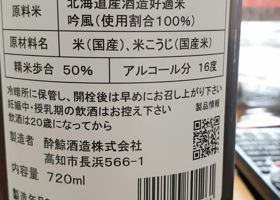 原料米 北海道産酒造好適米
吟風(使用割合100%)
原材料 米(国産)、米こうじ(国産米)
精米歩合 50% アルコール分 16度
冷暗所に保管し、開栓後は早めにお召し上がり下さい
妊娠中・授乳期の飲酒はお控え下さい
飲酒は20歳になってから
商品情報
製造者 酔鯨酒造株式会社
高知市長浜566-1
内容量 720ml
製造年月